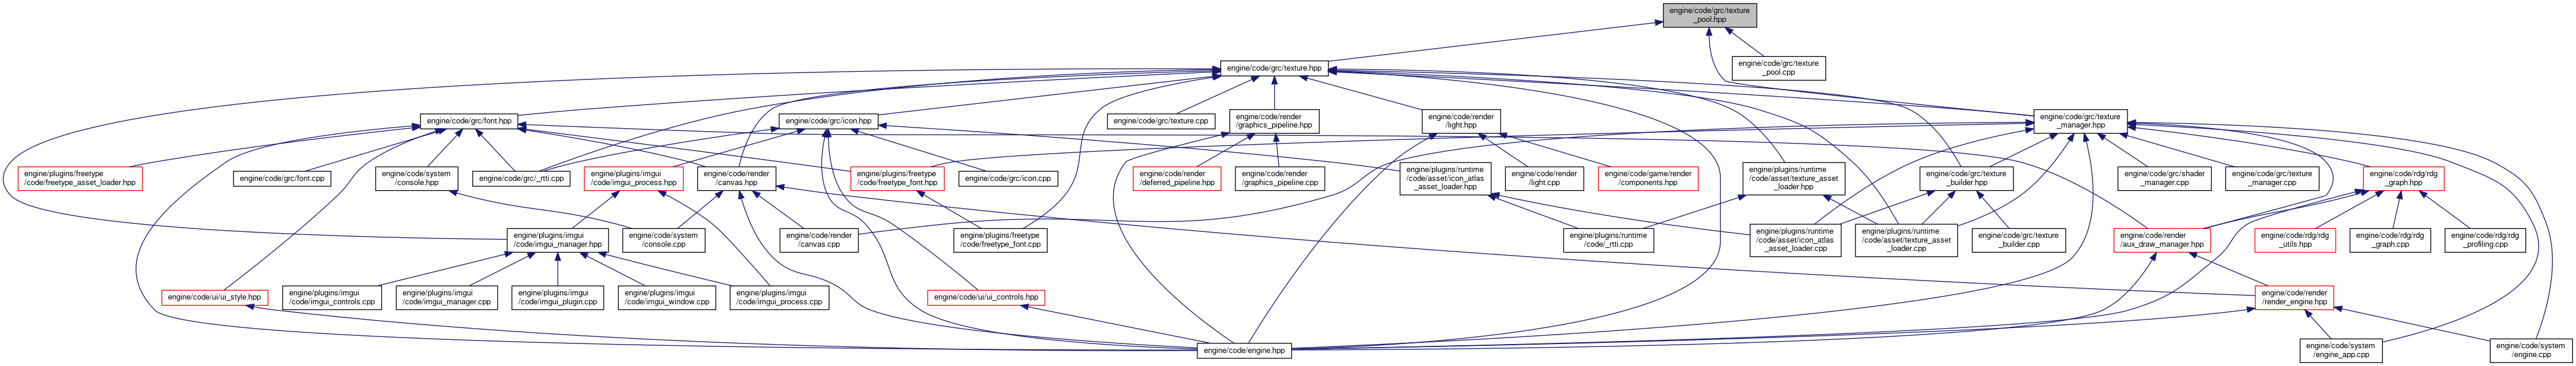 engine/code/grc/texture
_pool.hpp
engine/code/grc/texture.hpp
engine/code/grc/texture
_pool.cpp
engine/code/grc/font.hpp
engine/code/grc/icon.hpp
engine/code/grc/texture.cpp
engine/code/render
/graphics_pipeline.hpp
engine/code/render
/light.hpp
engine/code/grc/texture
_manager.hpp
engine/plugins/freetype
/code/freetype_asset_loader.hpp
engine/code/grc/font.cpp
engine/code/system
/console.hpp
engine/code/grc/_rtti.cpp
engine/plugins/imgui
/code/imgui_process.hpp
engine/code/render
/canvas.hpp
engine/plugins/freetype
/code/freetype_font.hpp
engine/code/grc/icon.cpp
engine/code/render
/deferred_pipeline.hpp
engine/code/render
/graphics_pipeline.cpp
engine/plugins/runtime
/code/asset/icon_atlas
_asset_loader.hpp
engine/code/render
/light.cpp
engine/code/game/render
/components.hpp
engine/plugins/runtime
/code/asset/texture_asset
_loader.hpp
engine/code/grc/texture
_builder.hpp
engine/code/grc/shader
_manager.cpp
engine/code/grc/texture
_manager.cpp
engine/code/rdg/rdg
_graph.hpp
engine/plugins/imgui
/code/imgui_manager.hpp
engine/code/system
/console.cpp
engine/code/render
/canvas.cpp
engine/plugins/freetype
/code/freetype_font.cpp
engine/plugins/runtime
/code/_rtti.cpp
engine/plugins/runtime
/code/asset/icon_atlas
_asset_loader.cpp
engine/plugins/runtime
/code/asset/texture_asset
_loader.cpp
engine/code/grc/texture
_builder.cpp
engine/code/render
/aux_draw_manager.hpp
engine/code/rdg/rdg
_utils.hpp
engine/code/rdg/rdg
_graph.cpp
engine/code/rdg/rdg
_profiling.cpp
engine/code/ui/ui_style.hpp
engine/plugins/imgui
/code/imgui_controls.cpp
engine/plugins/imgui
/code/imgui_manager.cpp
engine/plugins/imgui
/code/imgui_plugin.cpp
engine/plugins/imgui
/code/imgui_window.cpp
engine/plugins/imgui
/code/imgui_process.cpp
engine/code/ui/ui_controls.hpp
engine/code/render
/render_engine.hpp
engine/code/engine.hpp
engine/code/system
/engine_app.cpp
engine/code/system
/engine.cpp